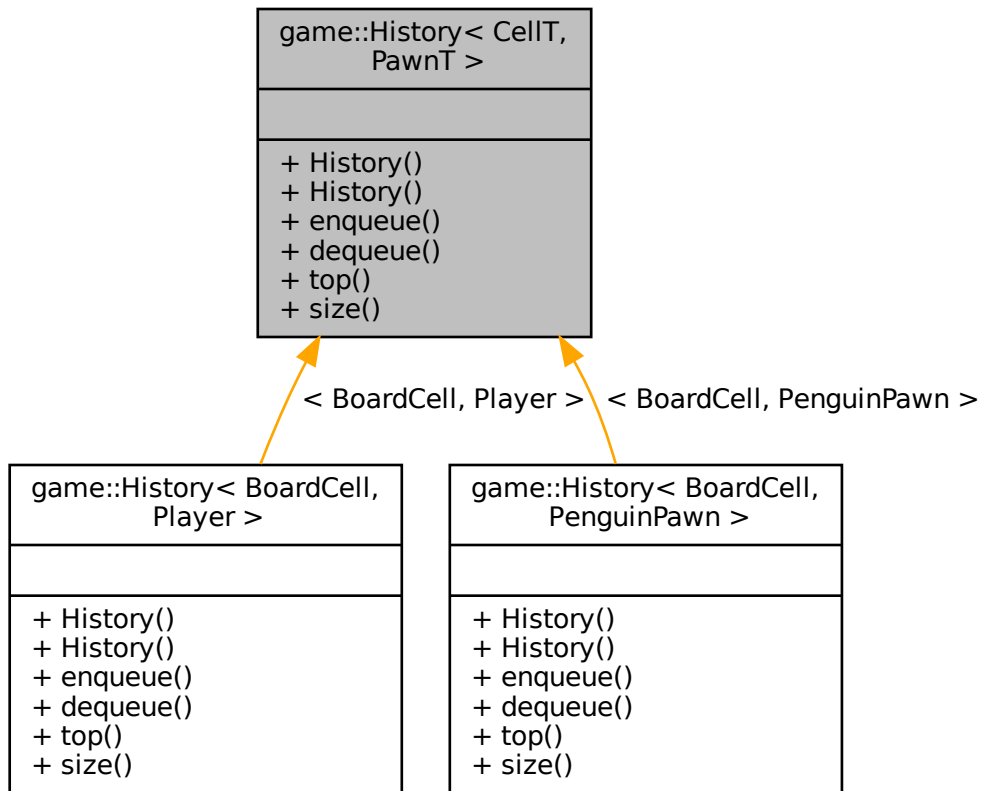 game::History< CellT,
PawnT >
+ History()
+ History()
+ enqueue()
+ dequeue()
+ top()
+ size()
< BoardCell, Player >
< BoardCell, PenguinPawn >
game::History< BoardCell,
Player >
+ History()
+ History()
+ enqueue()
+ dequeue()
+ top()
+ size()
game::History< BoardCell,
PenguinPawn >
+ History()
+ History()
+ enqueue()
+ dequeue()
+ top()
+ size()